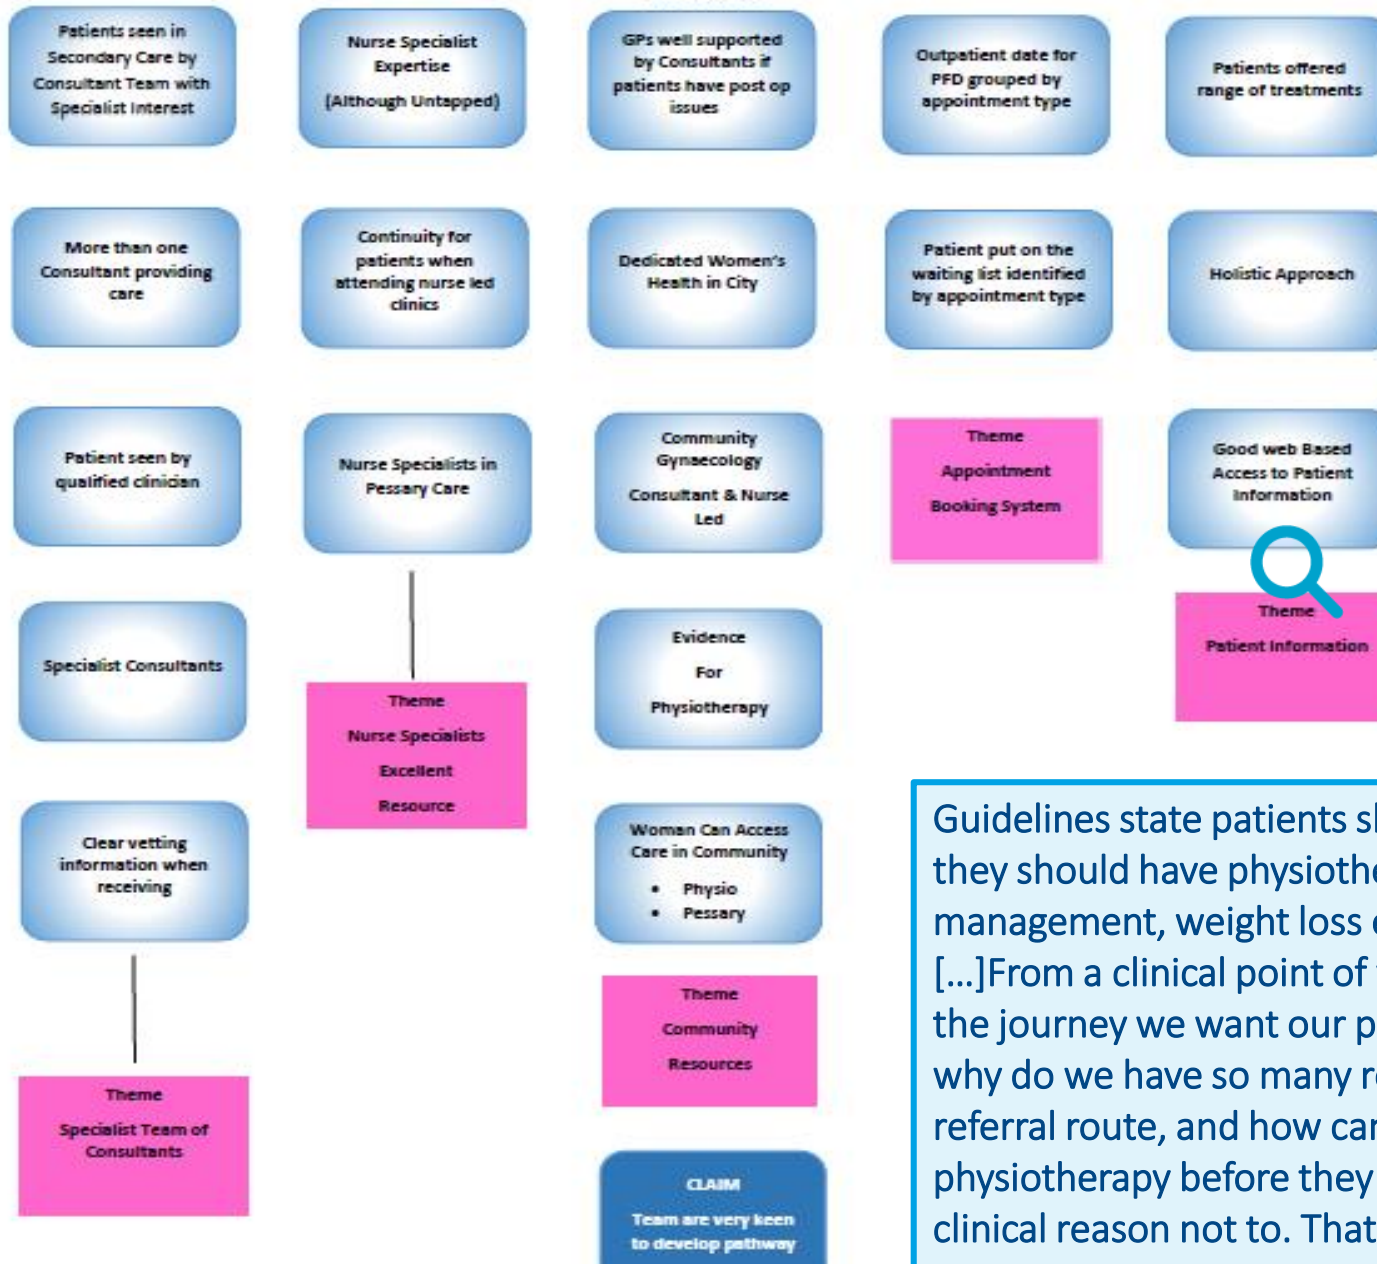 Patients seen in
Secondary Care by
Consultant Team with
Specialist Interest
More than one
Consultant providing
care
Patient seen by
qualified clinician
Specialist Consultants
Clear vetting
information when
receiving
Theme
Specialist Team of
Consultants
Nurse Specialist
Expertise
(Although Untapped)
Continuity for
patients when
attending nurse led
clinics
Nurse Specialists in
Pessary Care
Theme
Nurse Specialists
Excellent
Resource
GPs well supported
by Consultants if
patients have post op
issues
Dedicated Women's
Health in City
Community
Gynaecology
Consultant & Nurse
Led
Evidence
For
Physiotherapy
Woman Can Access
Care in Community
• Physio
• Pessary
Theme
Community
Resources
CLAIM
Team are very keen
to develop pathway
Outpatient date for
PFD grouped by
appointment type
Patient put on the
waiting list identified
by appointment type
Theme
Appointment
Booking System
Patients offered
range of treatments
Holistic Approach
Good web Based
Access to Patient
Information
Theme
Patient Information
Guidelines state patients
they should have
management, weight loss
[…]From a clinical point of
the journey we want our
why do we have so many
referral route, and how
physiotherapy before they
clinical reason not to. That